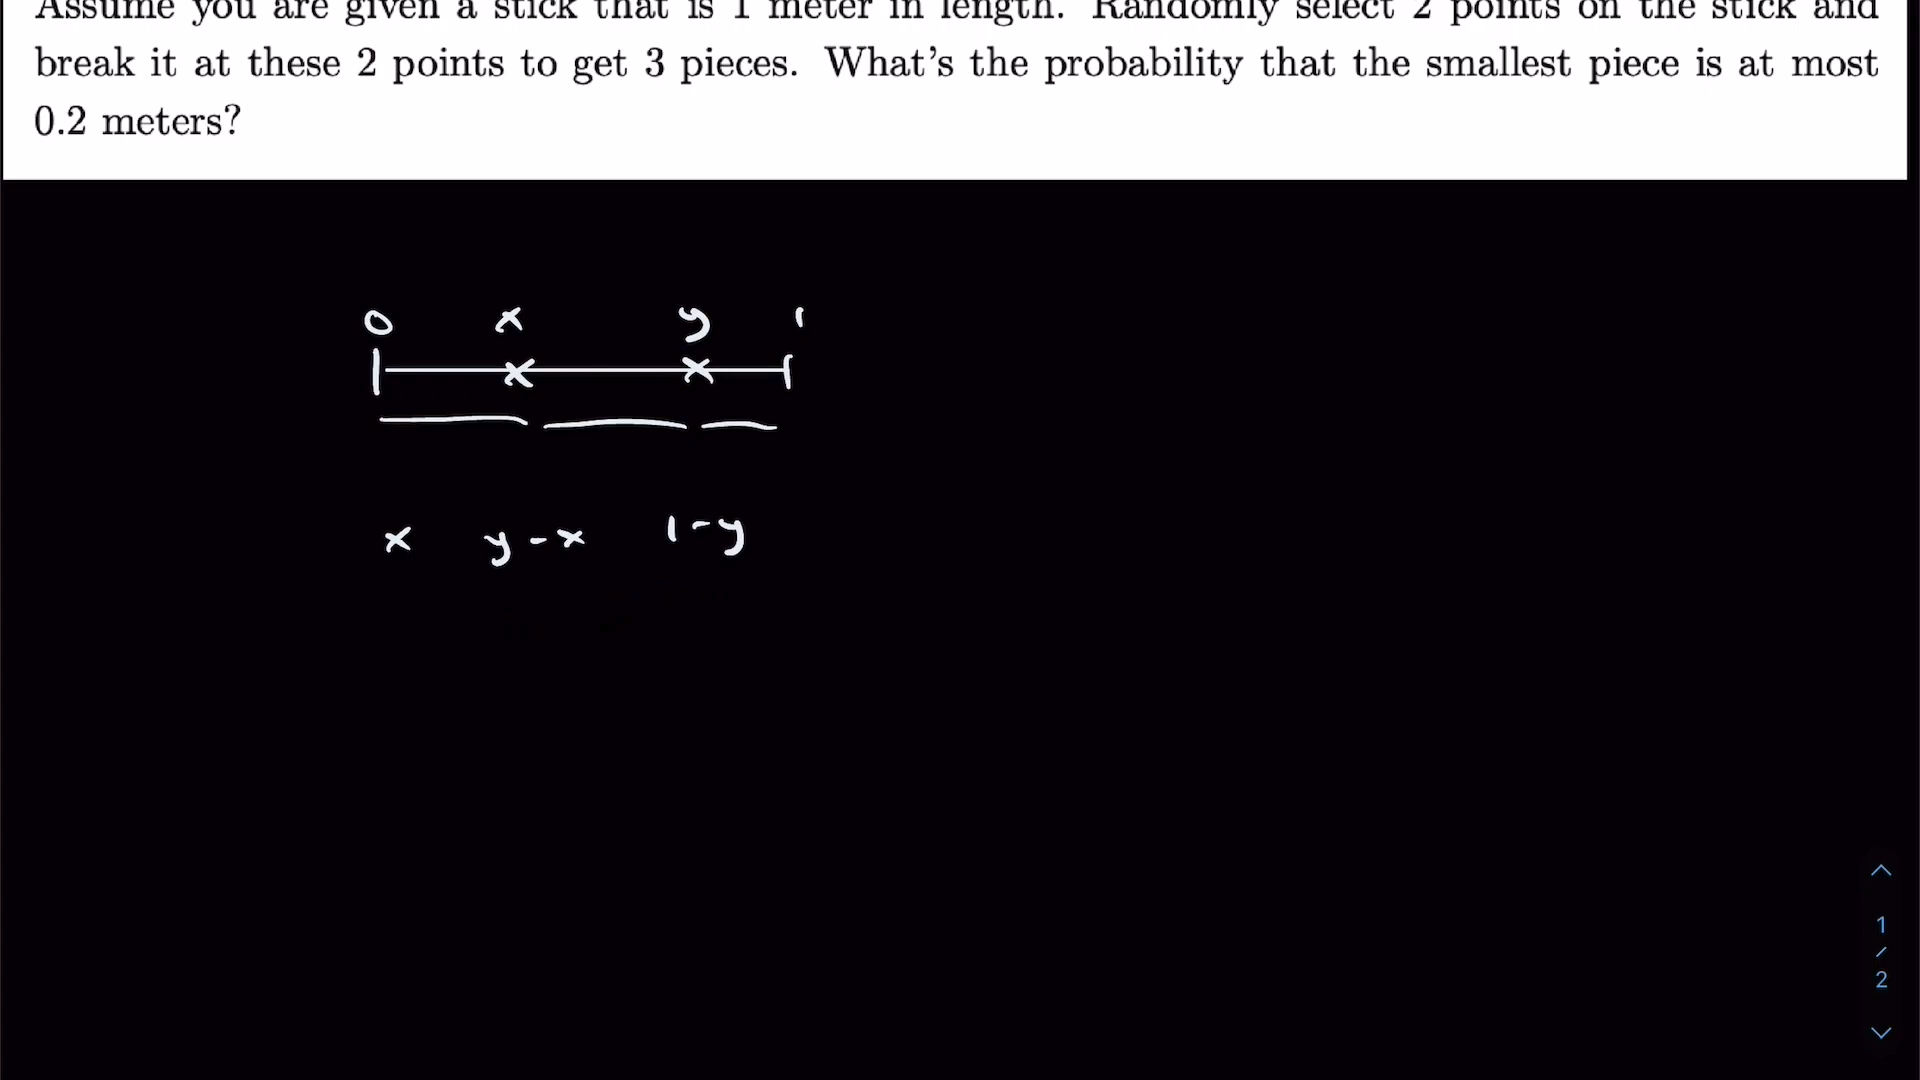 Assume you are given a stick that is 1 meter in length. Randomly select 2 points on the stick and
break it at these 2 points to get 3 pieces. What's the probability that the smallest piece is at most
0.2 meters?
0 x y 1
x y-x 1-y
1
/
2